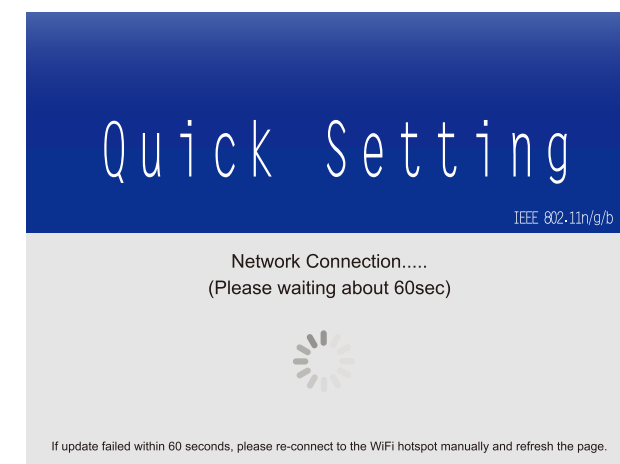 Quick Setting
IEEE 802.11n/g/b
Network Connection.....
(Please waiting about 60sec)
If update failed within 60 seconds, please re-connect to the WiFi hotspot manually and refresh the page.